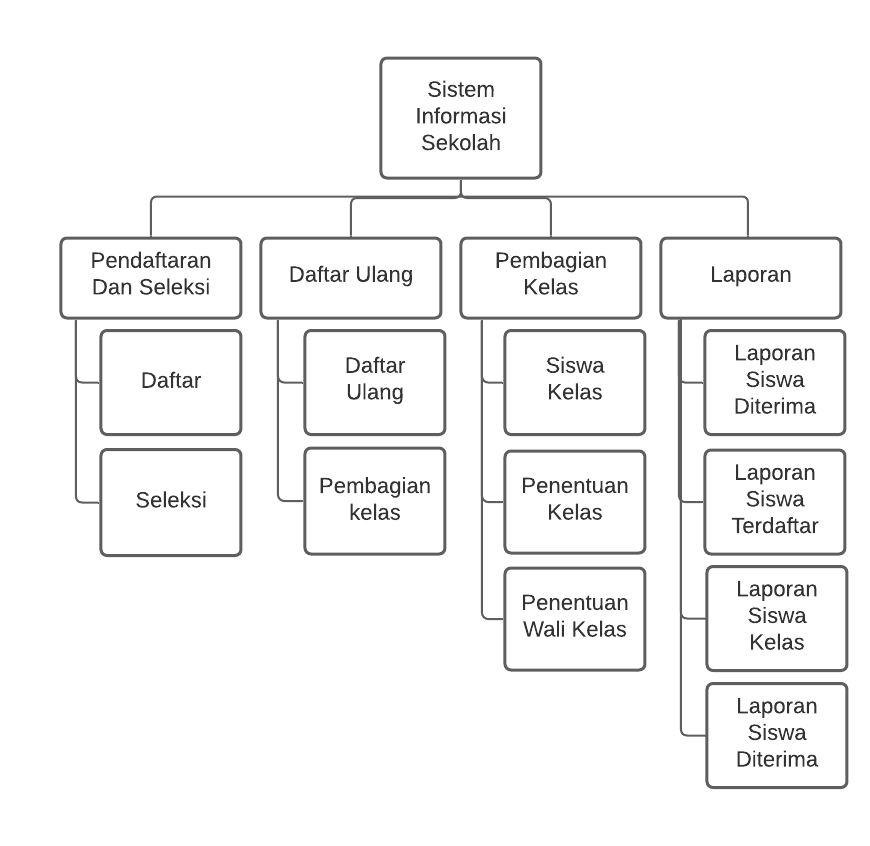 Sistem
Informasi
Sekolah
Pendaftaran
Dan Seleksi
Daftar Ulang
Pembagian
Kelas
Laporan
Daftar
Seleksi
Daftar
Ulang
Pembagian
kelas
Siswa
Kelas
Penentuan
Kelas
Penentuan
Wali Kelas
Laporan
Siswa
Diterima
Laporan
Siswa
Terdaftar
Laporan
Siswa
Kelas
Laporan
Siswa
Diterima